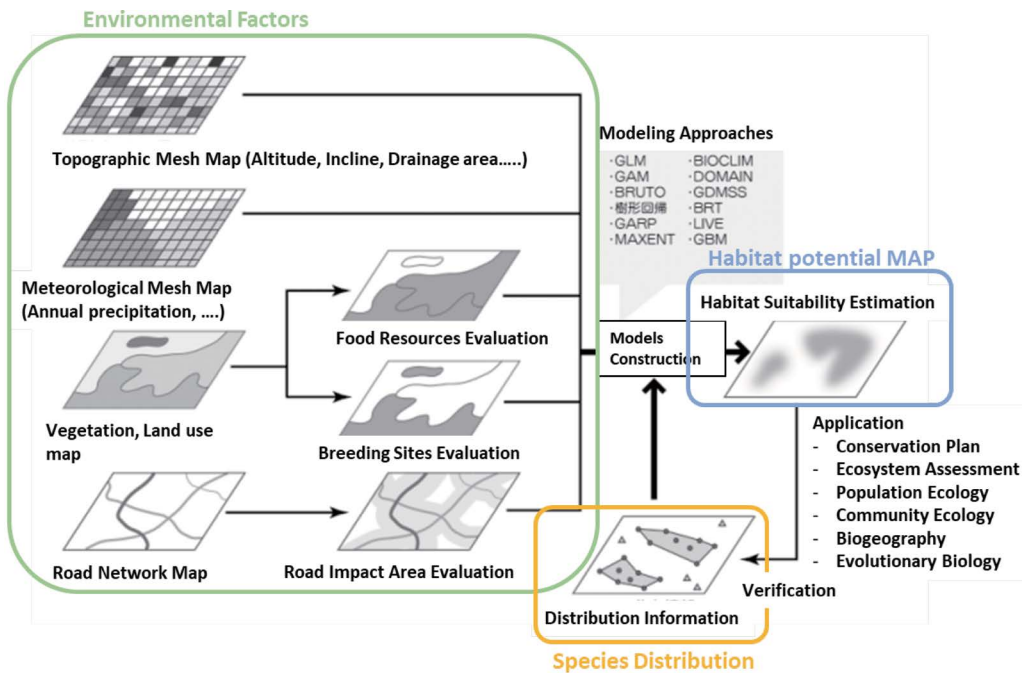 Environmental Factors
Topographic Mesh Map (Altitude, Incline, Drainage area…..)
Meteorological Mesh Map
(Annual precipitation, ….)
Food Resources Evaluation
Vegetation, Land use
map
Breeding Sites Evaluation
Road Network Map
Road Impact Area Evaluation
Modeling Approaches
·GLM ·BIOCLIM
·GAM ·DOMAIN
·BRUTO ·GDMSS
·樹形回帰 ·BRT
·GARP ·LIVE
·MAXENT ·GBM
Models
Construction
Habitat potential MAP
Habitat Suitability Estimation
Application
- Conservation Plan
- Ecosystem Assessment
- Population Ecology
- Community Ecology
- Biogeography
- Evolutionary Biology
Verification
Distribution Information
Species Distribution